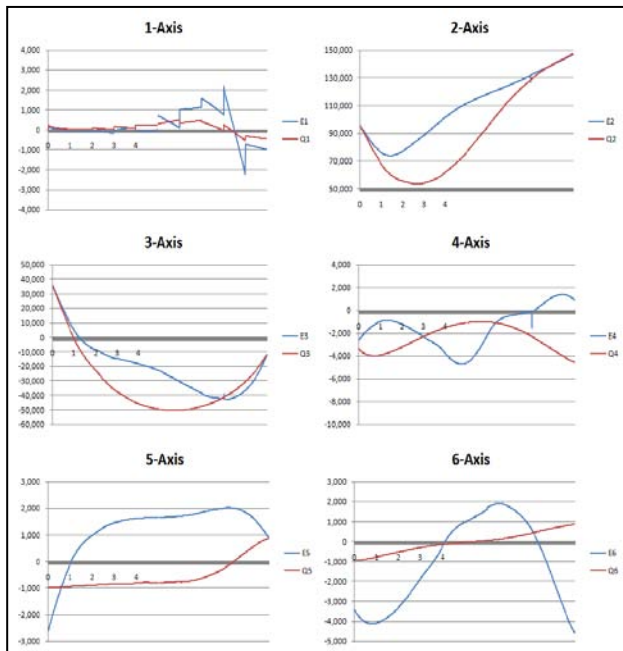 1-Axis
4,000
3,000
2,000
1,000
0
-1,000
-2,000
-3,000
-4,000
0 1 2 3 4
E1
Q1
2-Axis
150,000
130,000
110,000
90,000
70,000
50,000
0 1 2 3 4
E2
Q2
3-Axis
50,000
40,000
30,000
20,000
10,000
0
-10,000
-20,000
-30,000
-40,000
-50,000
-60,000
0 1 2 3 4
E3
Q3
4-Axis
4,000
2,000
0
-2,000
-4,000
-6,000
-8,000
-10,000
0 1 2 3 4
E4
Q4
5-Axis
3,000
2,000
1,000
0
-1,000
-2,000
-3,000
0 1 2 3 4
E5
Q5
6-Axis
3,000
2,000
1,000
0
-1,000
-2,000
-3,000
-4,000
-5,000
0 1 2 3 4
E6
Q6